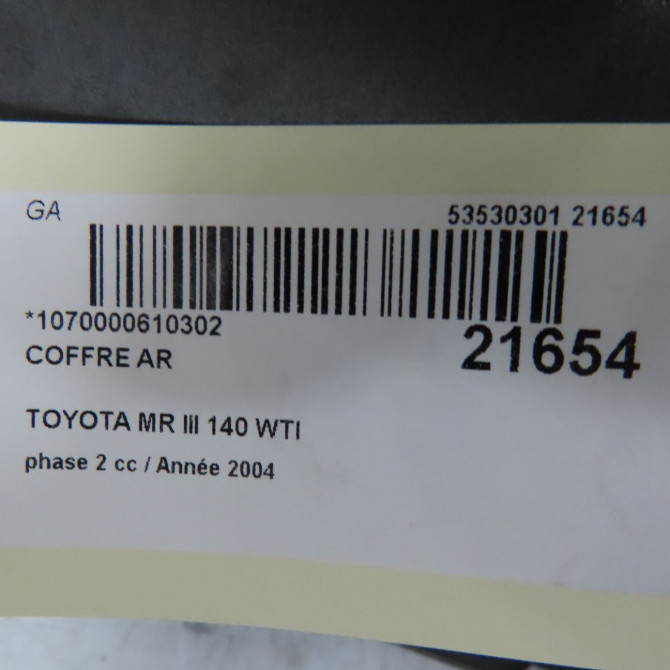 GA 53530301 21654
*1070000610302
21654
COFFRE AR
TOYOTA MR III 140 WTI
phase 2 cc / Année 2004